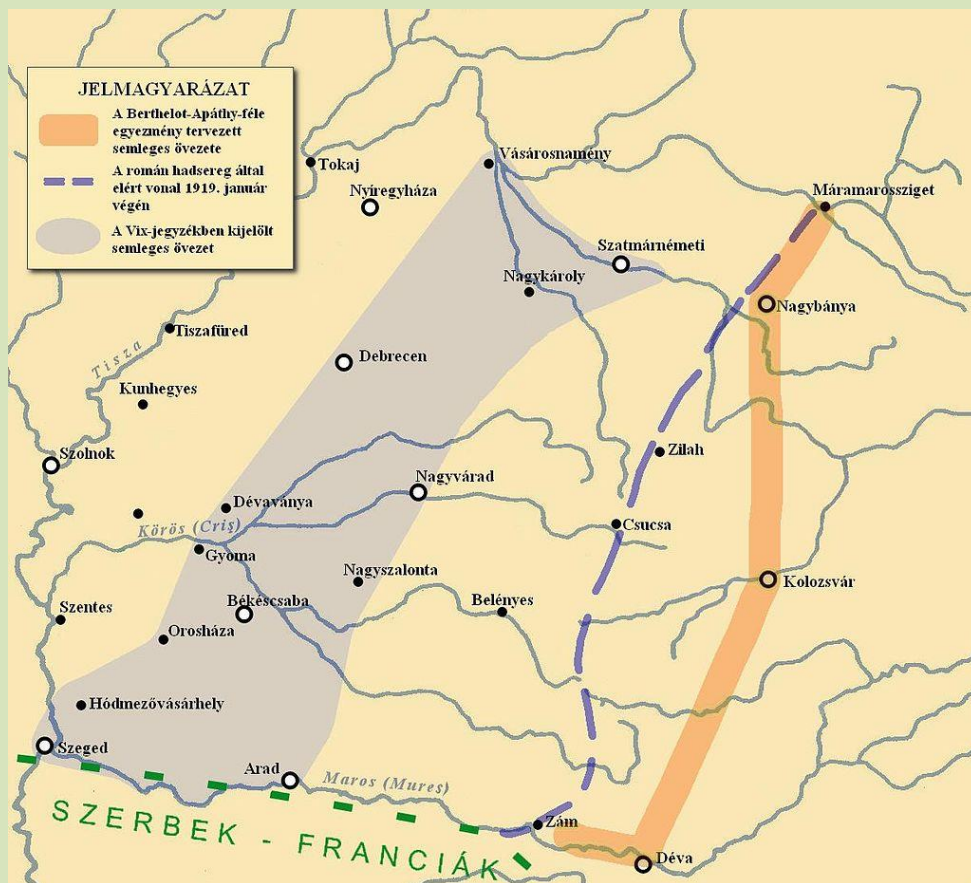 JELMAGYARÁZAT
A Berthelot-Apáthy-féle
egyezmény tervezett
semleges övezete
A román hadsereg által
elért vonal 1919. január
végén
A Vix-jegyzékben kijelölt
semleges övezet
Tokaj
Vásárosnamény
Nyíregyháza
Máramarossziget
Szatmárnémeti
Nagykároly
Nagybánya
Tiszafüred
Tisza
Debrecen
Kunhegyes
Szolnok
Zilah
Nagyvárad
Dévaványa
Körös (Criş)
Csucsa
Gyoma
Nagyszalonta
Kolozsvár
Békéscsaba
Belényes
Szentes
Orosháza
Hódmezővásárhely
Szeged
Arad
Maros (Mureş)
SZERBEK - FRANCIÁK
Zám
Déva